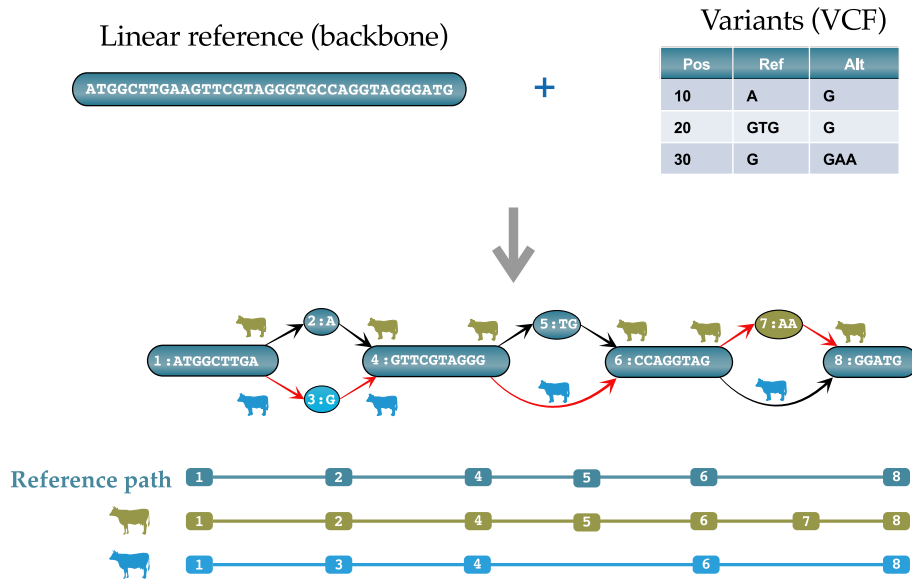 Linear reference (backbone)
Variants (VCF)
ATGGCTTGAAGTTCGTAGGGTGCCAGGTAGGGATG
+
Pos Ref Alt
10 A G
20 GTG G
30 G GAA
2:A
5:TG
7:AA
1:ATGGCTTGA
4:GTTCGTAGGG
6:CCAGGTAG
8:GGATG
3:G
Reference path 1 2 4 5 6 8
1 2 4 5 6 7 8
1 3 4 6 8